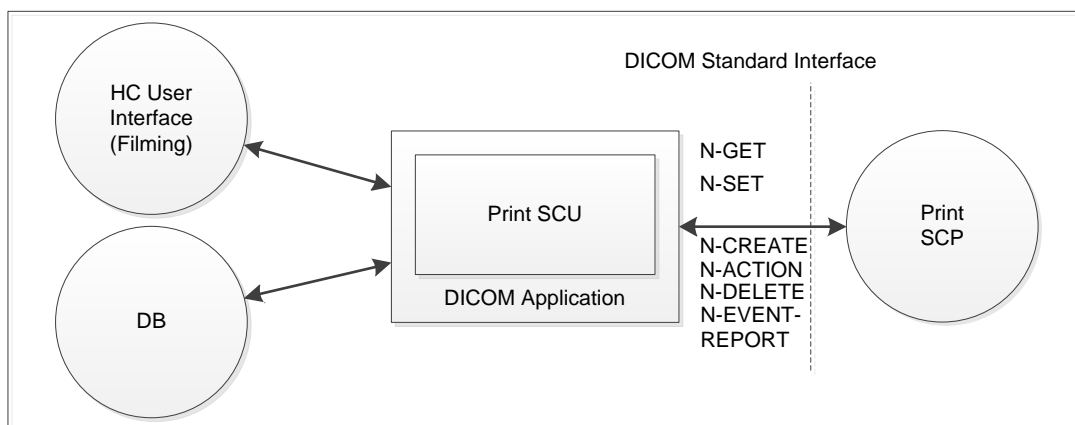 HC User
Interface
(Filming)
DB
Print SCU
DICOM Application
DICOM Standard Interface
N-GET
N-SET
N-CREATE
N-ACTION
N-DELETE
N-EVENT-
REPORT
Print
SCP